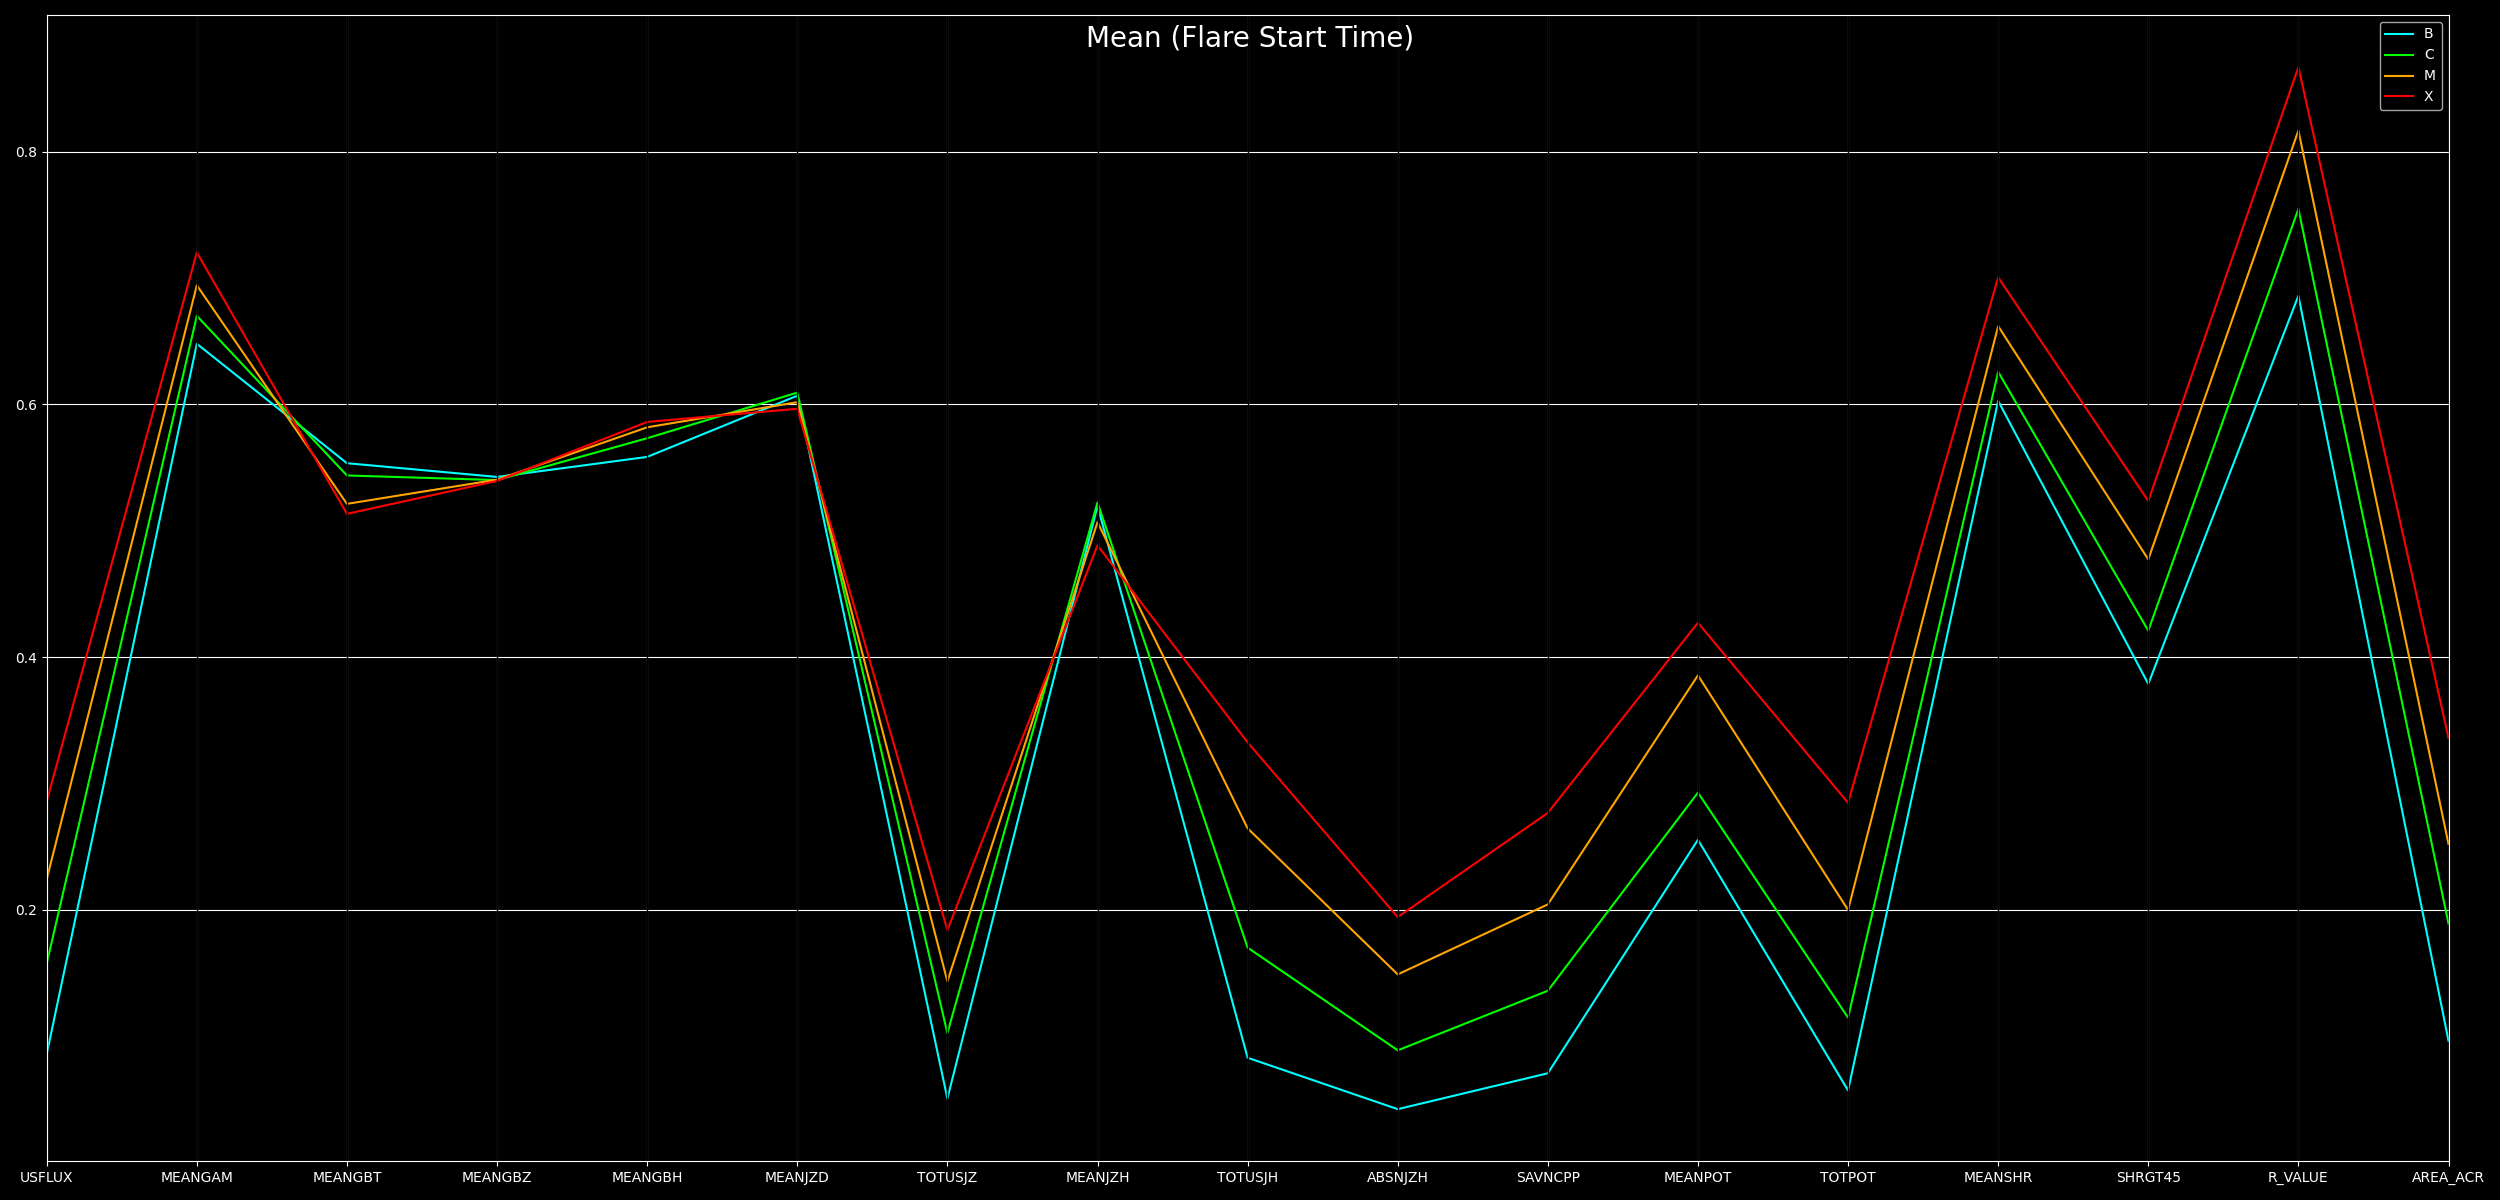 Mean (Flare Start Time)
B
C
M
X
0.8
0.6
0.4
0.2
USFLUX MEANGAM MEANGBT MEANGBZ MEANGBH MEANJZD TOTUSJZ MEANJZH TOTUSJH ABSNJZH SAVNCPP MEANPOT TOTPOT MEANSHR SHRGT45 R_VALUE AREA_ACR